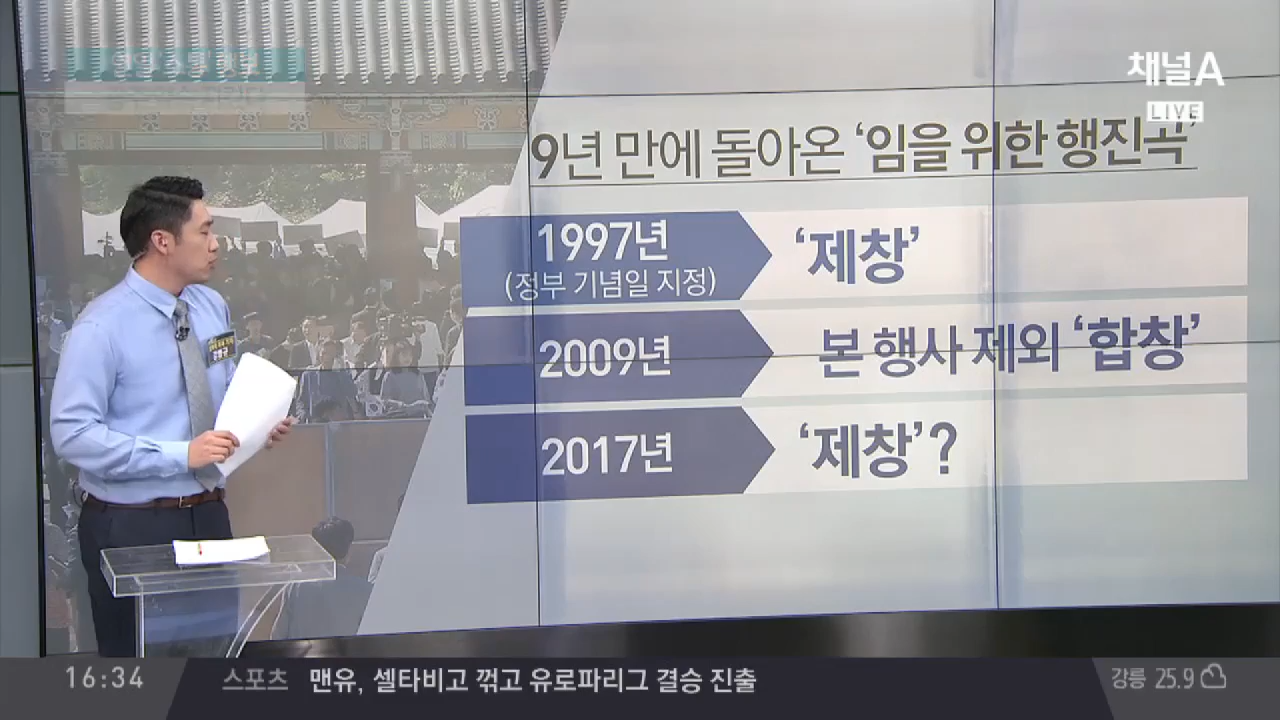 채널A
LIVE
9년 만에 돌아온 ‘임을 위한 행진곡’
1997년
(정부 기념일 지정)
‘제창’
2009년
본 행사 제외 ‘합창’
2017년
‘제창’?
16:34
스포츠 맨유, 셀타비고 꺾고 유로파리그 결승 진출
강릉 25.9